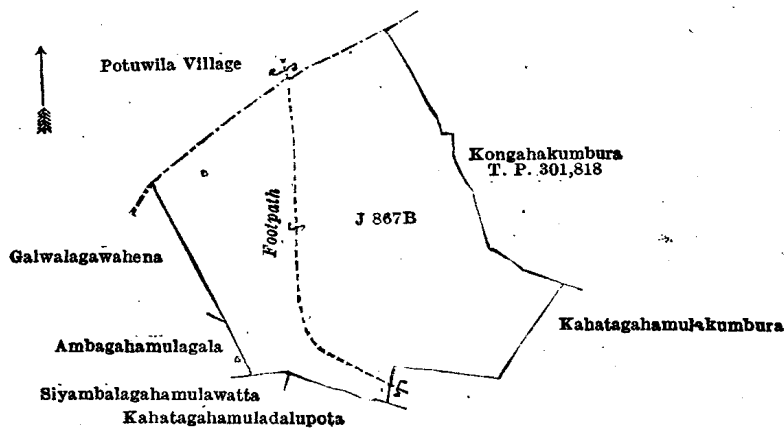 Potuwila Village
Kongahakumbura
T. P. 301,818
Footpath
J 867B
Galwalagawahena
Kahatagahamulakumbura
Ambagahamulagala
Siyambalagahamulawatta
Kahatagahamuladalupota